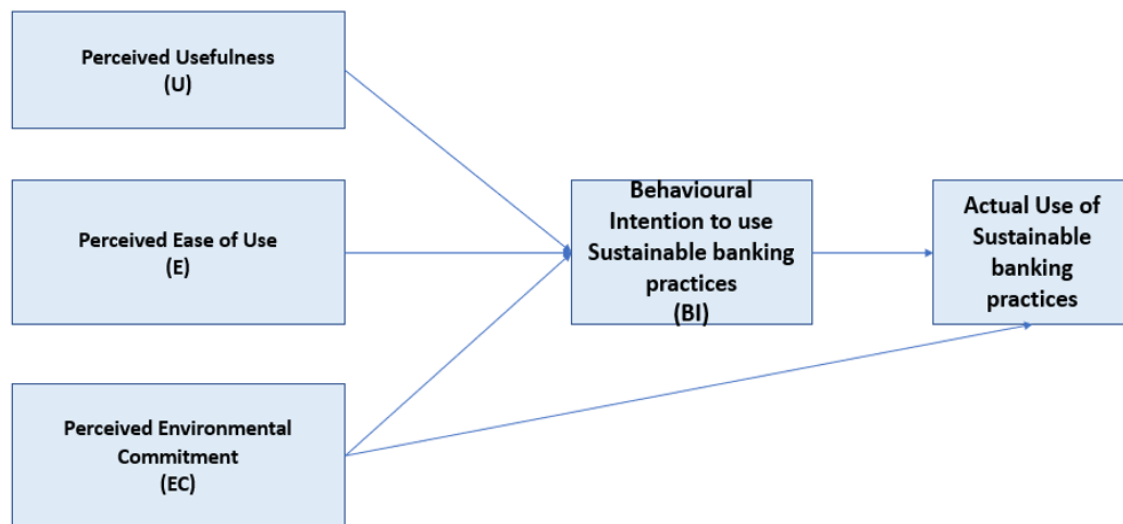 Perceived Usefulness
(U)
Perceived Ease of Use
(E)
Perceived Environmental
Commitment
(EC)
Behavioural
Intention to use
Sustainable banking
practices
(BI)
Actual Use of
Sustainable
banking
practices